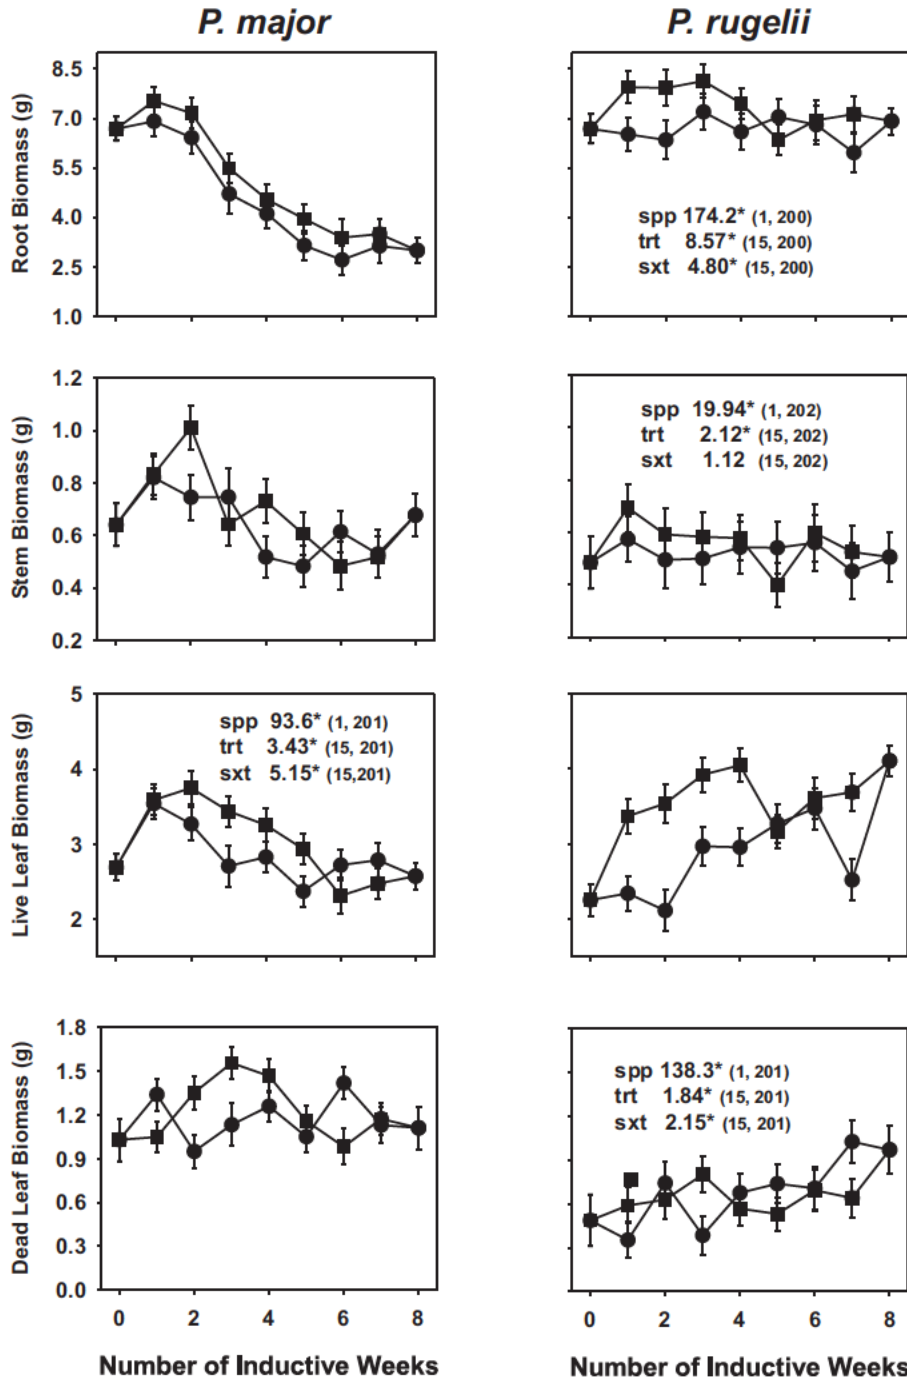 P. major
P. rugelii
Root Biomass (g)
8.5
7.0
5.5
4.0
2.5
1.0
spp 174.2* (1, 200)
trt 8.57* (15, 200)
sxt 4.80* (15, 200)
Stem Biomass (g)
1.2
1.0
0.8
0.6
0.4
0.2
spp 19.94* (1, 202)
trt 2.12* (15, 202)
sxt 1.12 (15, 202)
Live Leaf Biomass (g)
5
4
3
2
spp 93.6* (1, 201)
trt 3.43* (15, 201)
sxt 5.15* (15,201)
Dead Leaf Biomass (g)
1.8
1.5
1.2
0.9
0.6
0.3
0.0
spp 138.3* (1, 201)
trt 1.84* (15, 201)
sxt 2.15* (15, 201)
0 2 4 6 8
0 2 4 6 8
Number of Inductive Weeks
Number of Inductive Weeks